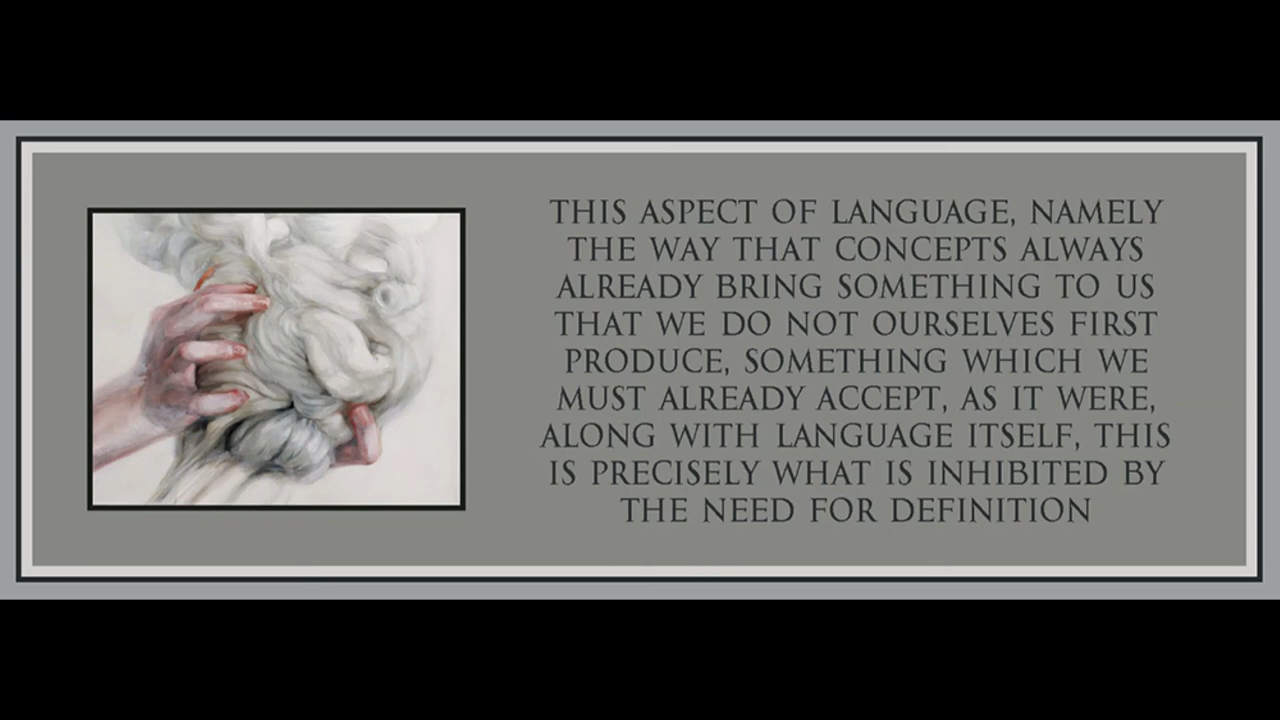 THIS ASPECT OF LANGUAGE, NAMELY
THE WAY THAT CONCEPTS ALWAYS
ALREADY BRING SOMETHING TO US
THAT WE DO NOT OURSELVES FIRST
PRODUCE, SOMETHING WHICH WE
MUST ALREADY ACCEPT, AS IT WERE,
ALONG WITH LANGUAGE ITSELF, THIS
IS PRECISELY WHAT IS INHIBITED BY
THE NEED FOR DEFINITION